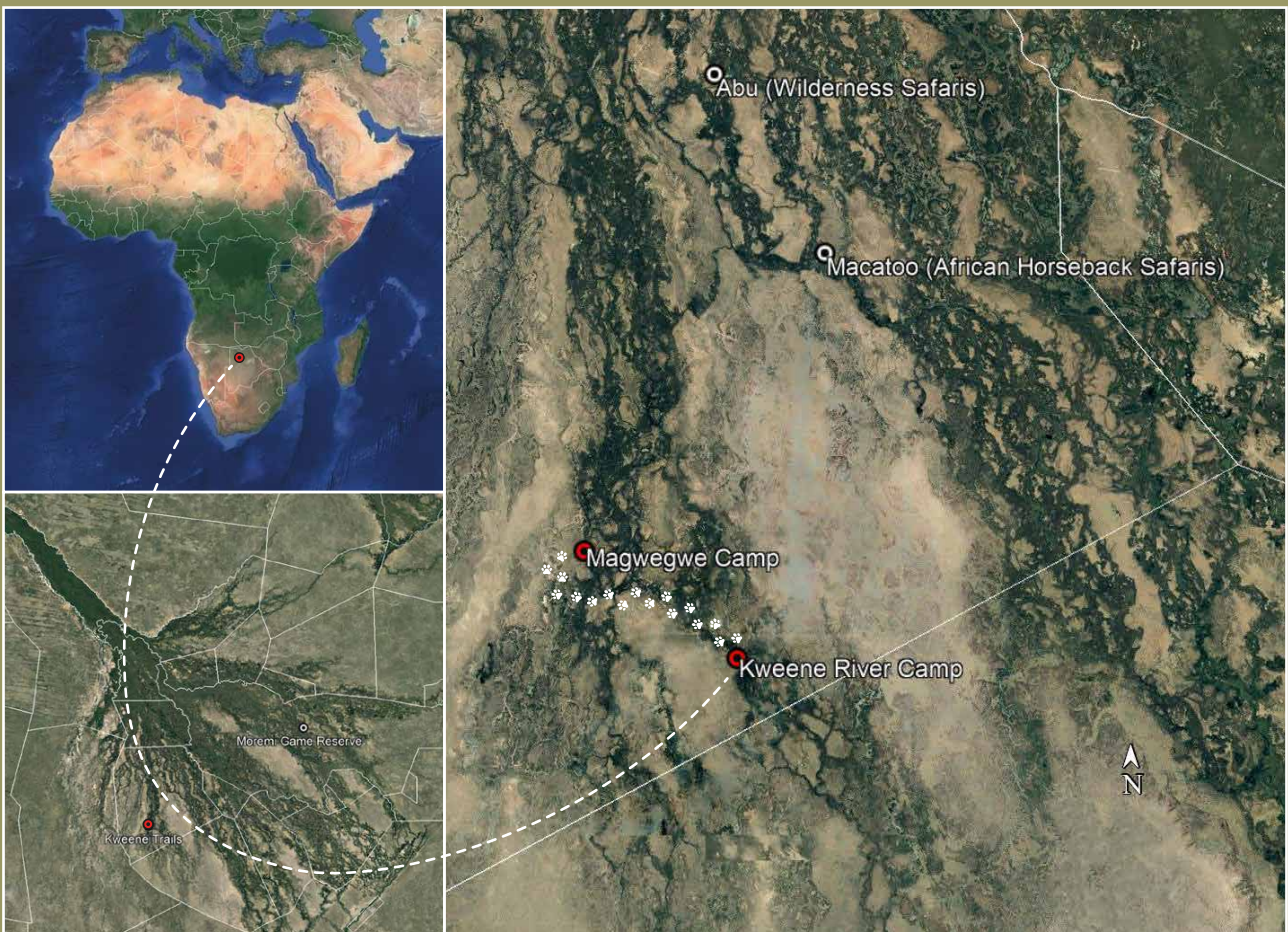 Abu (Wilderness Safaris)
Macatoo (African Horseback Safaris)
Magwegwe Camp
Kweene River Camp
N
Moremi Game Reserve
Kweene Trails